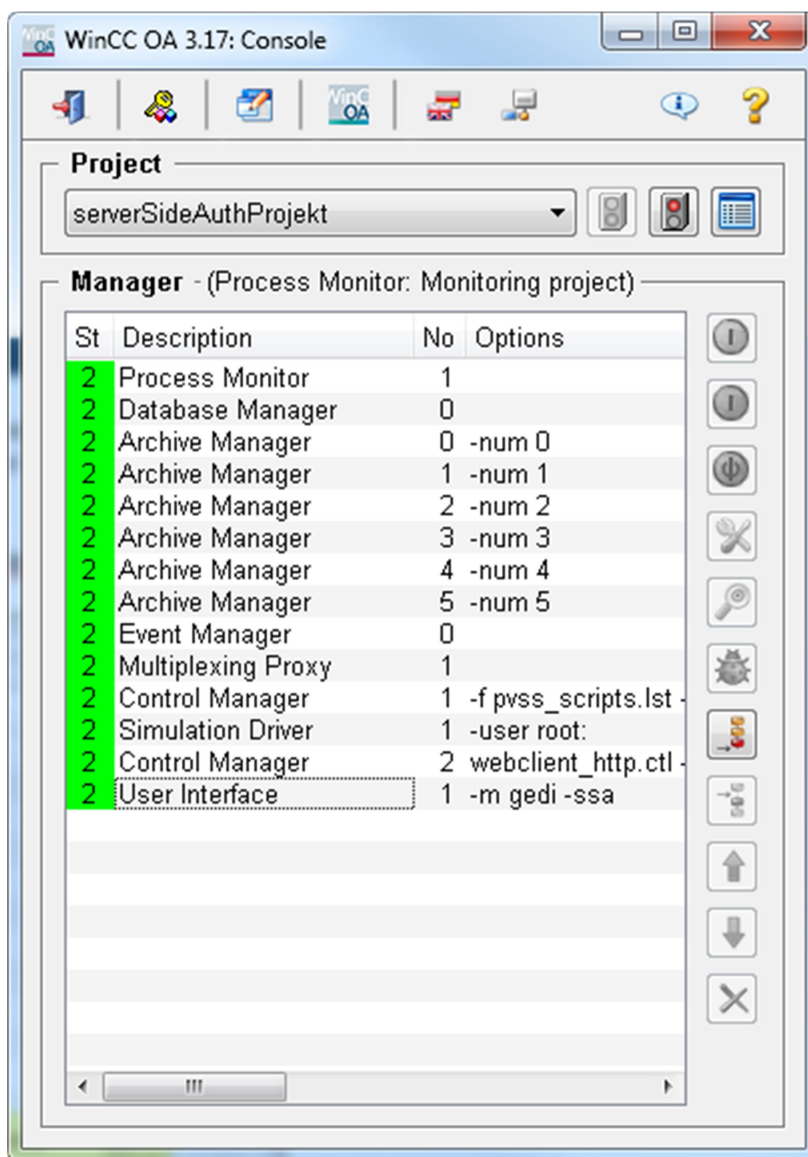 WinCC OA 3.17: Console
Project
serverSideAuthProjekt
Manager - (Process Monitor: Monitoring project)
St Description No Options
2 Process Monitor 1
2 Database Manager 0
2 Archive Manager 0 -num 0
2 Archive Manager 1 -num 1
2 Archive Manager 2 -num 2
2 Archive Manager 3 -num 3
2 Archive Manager 4 -num 4
2 Archive Manager 5 -num 5
2 Event Manager 0
2 Multiplexing Proxy 1
2 Control Manager 1 -f pvss_scripts.lst -
2 Simulation Driver 1 -user root:
2 Control Manager 2 webclient_http.ctl -
2 User Interface 1 -m gedi -ssa